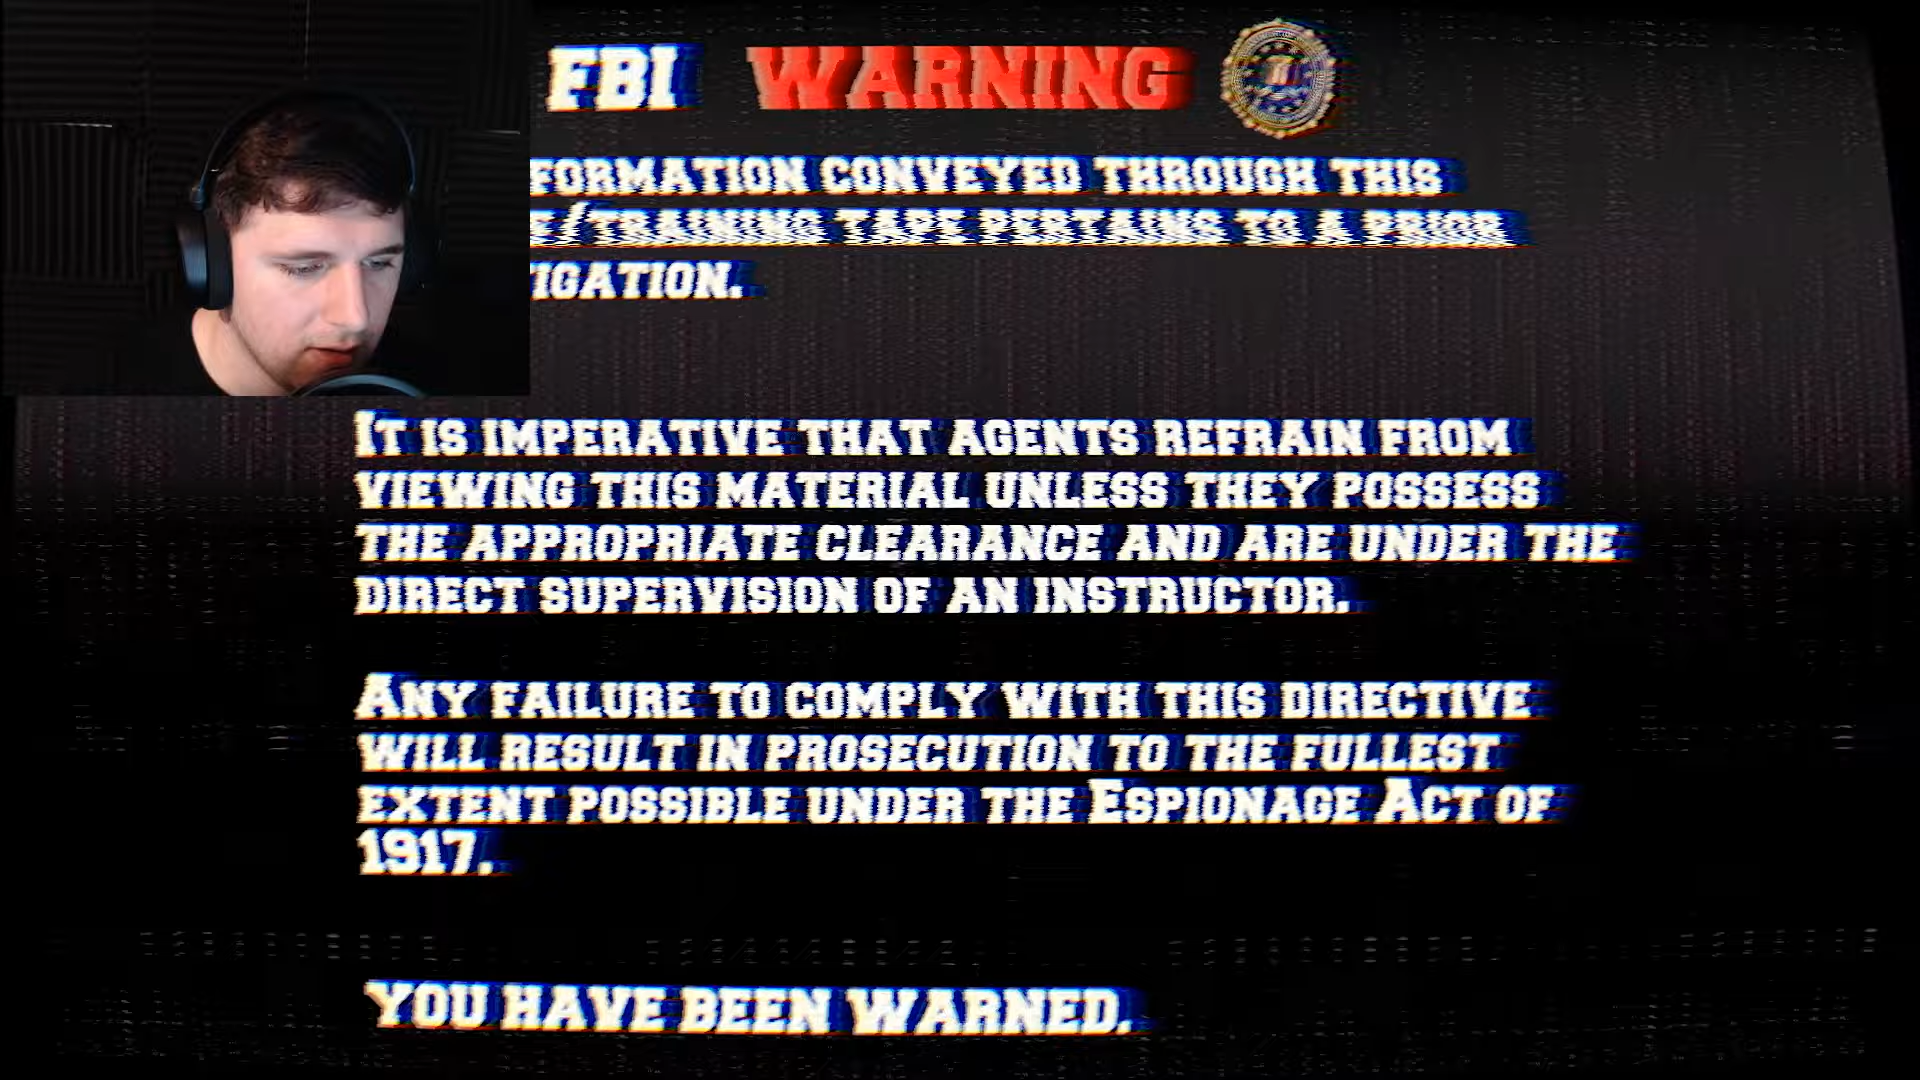 FBI WARNING
FORMATION CONVEYED THROUGH THIS
E/TRAINING TAPE PERTAINS TO A PRIOR
IGATION.
IT IS IMPERATIVE THAT AGENTS REFRAIN FROM
VIEWING THIS MATERIAL UNLESS THEY POSSESS
THE APPROPRIATE CLEARANCE AND ARE UNDER THE
DIRECT SUPERVISION OF AN INSTRUCTOR.
ANY FAILURE TO COMPLY WITH THIS DIRECTIVE
WILL RESULT IN PROSECUTION TO THE FULLEST
EXTENT POSSIBLE UNDER THE ESPIONAGE ACT OF
1917.
YOU HAVE BEEN WARNED.